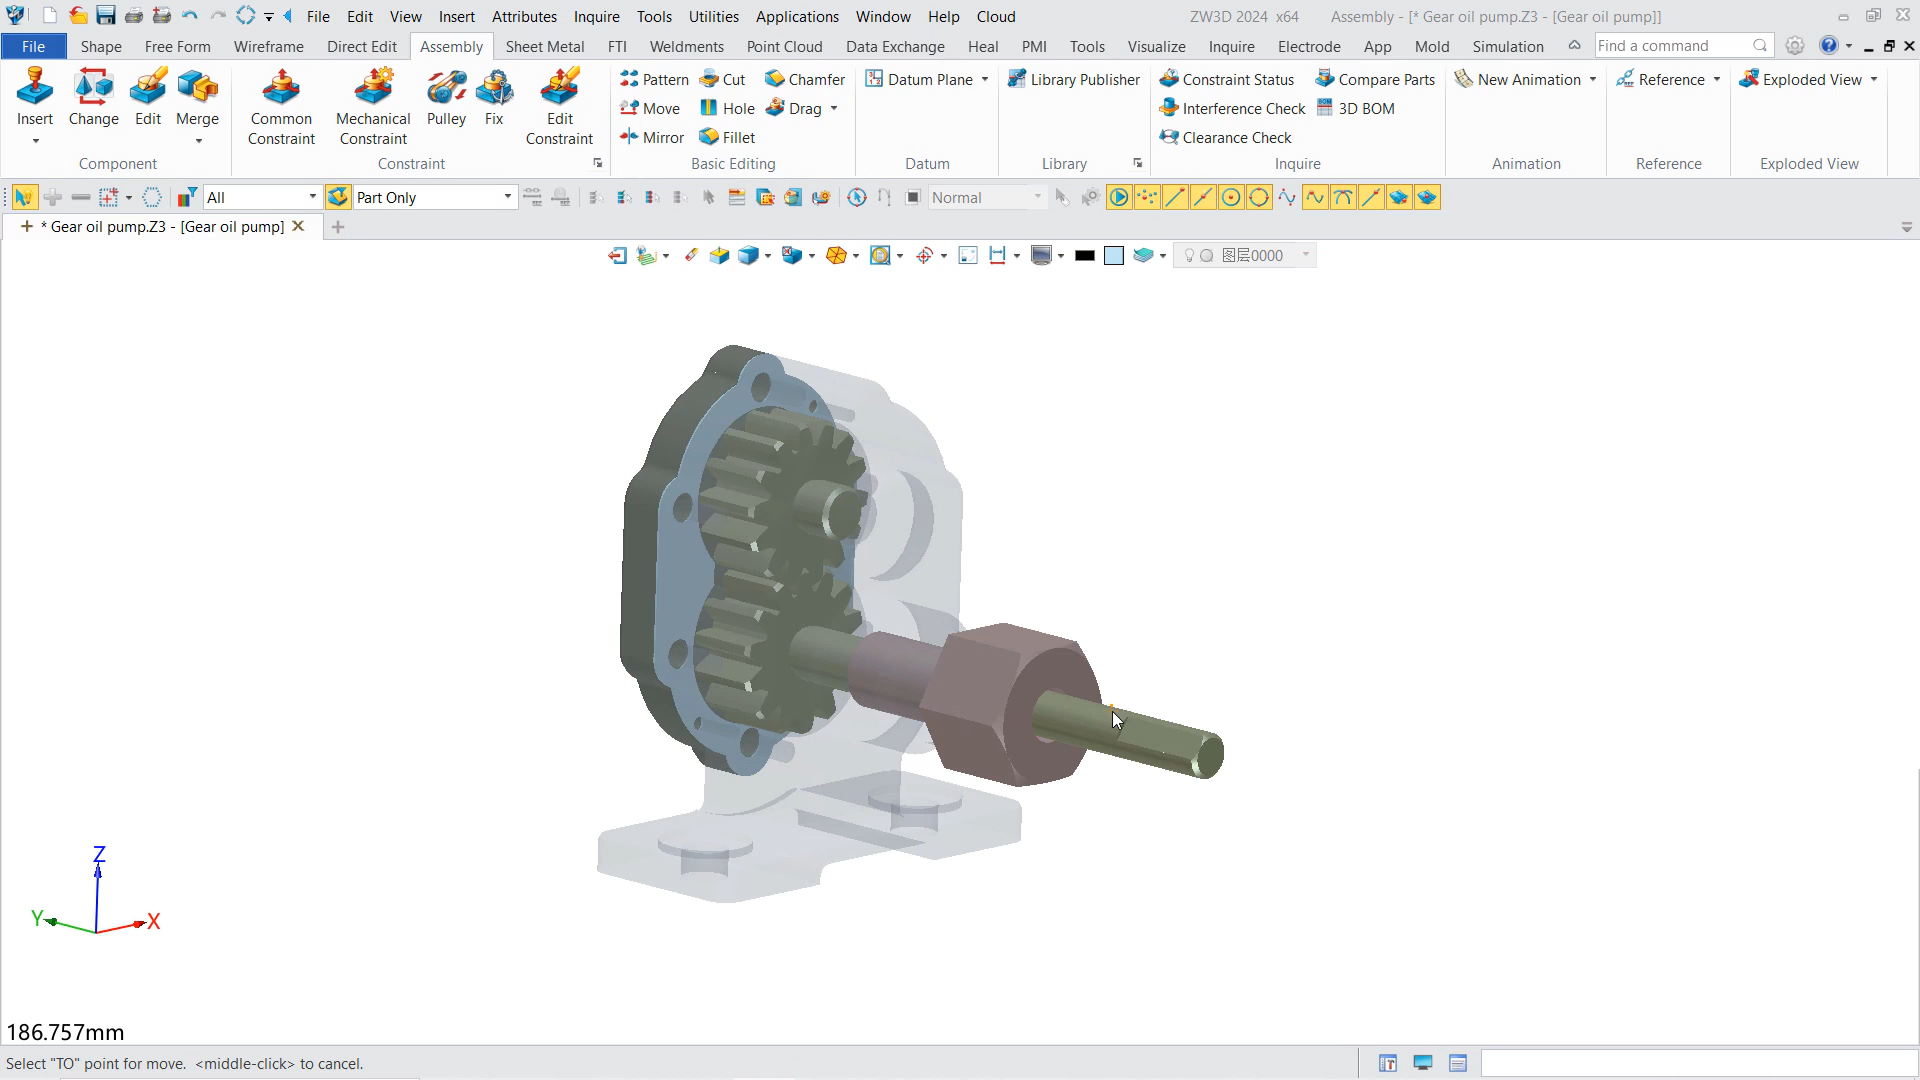 File Edit View Insert Attributes Inquire Tools Utilities Applications Window Help Cloud ZW3D 2024 x64 Assembly - [* Gear oil pump.Z3 - [Gear oil pump]]
File Shape Free Form Wireframe Direct Edit Assembly Sheet Metal FTI Weldments Point Cloud Data Exchange Heal PMI Tools Visualize Inquire Electrode App Mold Simulation Find a command
Insert Change Edit Merge Common Constraint Mechanical Constraint Pulley Fix Edit Constraint
Pattern Cut Chamfer Datum Plane Library Publisher Constraint Status Compare Parts New Animation Reference Exploded View
Move Hole Drag Interference Check 3D BOM
Mirror Fillet Clearance Check
Component Constraint Basic Editing Datum Library Inquire Animation Reference Exploded View
All Part Only Normal
* Gear oil pump.Z3 - [Gear oil pump]
图层0000
Z
Y X
186.757mm
Select "TO" point for move. <middle-click> to cancel.